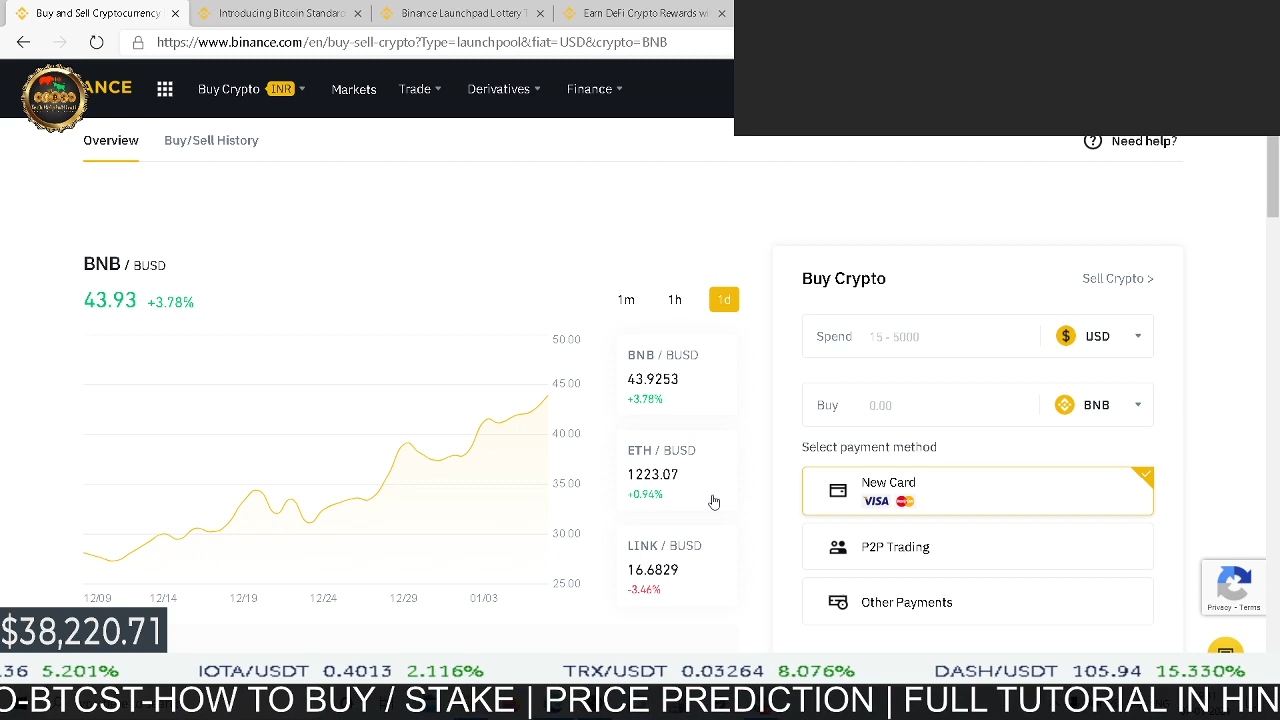 Buy and Sell Cryptocurrency
Introducing Bitcoin Standard
Binance Launchpad Lottery T
Earn DeFi Crypto Rewards wi
https://www.binance.com/en/buy-sell-crypto?Type=launchpool&fiat=USD&crypto=BNB
ANCE
Buy Crypto INR
Markets
Trade
Derivatives
Finance
Overview
Buy/Sell History
Need help?
BNB / BUSD
43.93 +3.78%
1m
1h
1d
50.00
45.00
40.00
35.00
30.00
25.00
12/09
12/14
12/19
12/24
12/29
01/03
BNB / BUSD
43.9253
+3.78%
ETH / BUSD
1223.07
+0.94%
LINK / BUSD
16.6829
-3.46%
Buy Crypto
Sell Crypto >
Spend 15 - 5000 USD
Buy 0.00 BNB
Select payment method
New Card
VISA
P2P Trading
Other Payments
Privacy - Terms
$38,220.71
.36 5.201% IOTA/USDT 0.4013 2.116% TRX/USDT 0.03264 8.076% DASH/USDT 105.94 15.330%
O-BTCST-HOW TO BUY / STAKE | PRICE PREDICTION | FULL TUTORIAL IN HIN